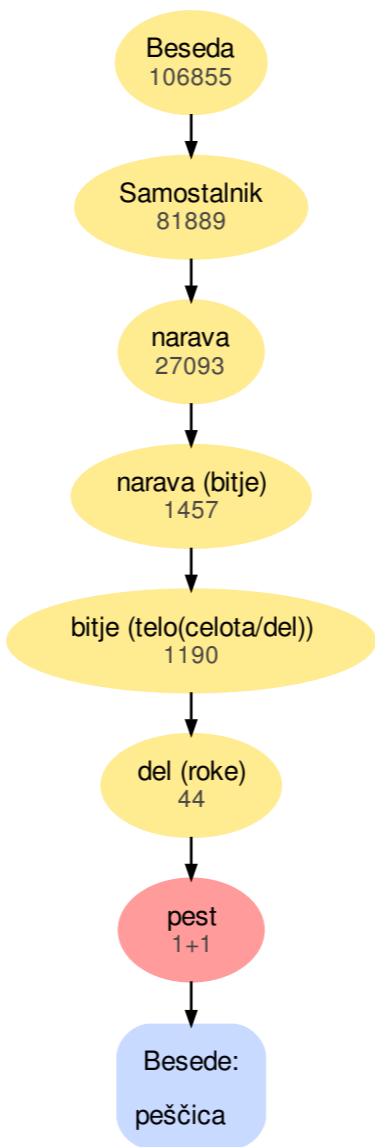 Beseda
106855
Samostalnik
81889
narava
27093
narava (bitje)
1457
bitje (telo(celota/del))
1190
del (roke)
44
pest
1+1
Besede:
peščica